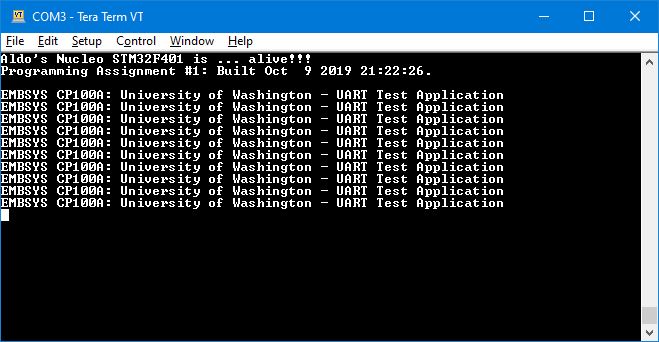 COM3 - Tera Term VT
File Edit Setup Control Window Help
Aldo's Nucleo STM32F401 is ... alive!!!
Programming Assignment #1: Built Oct  9 2019 21:22:26.
EMBSYS CP100A: University of Washington - UART Test Application
EMBSYS CP100A: University of Washington - UART Test Application
EMBSYS CP100A: University of Washington - UART Test Application
EMBSYS CP100A: University of Washington - UART Test Application
EMBSYS CP100A: University of Washington - UART Test Application
EMBSYS CP100A: University of Washington - UART Test Application
EMBSYS CP100A: University of Washington - UART Test Application
EMBSYS CP100A: University of Washington - UART Test Application
EMBSYS CP100A: University of Washington - UART Test Application
EMBSYS CP100A: University of Washington - UART Test Application